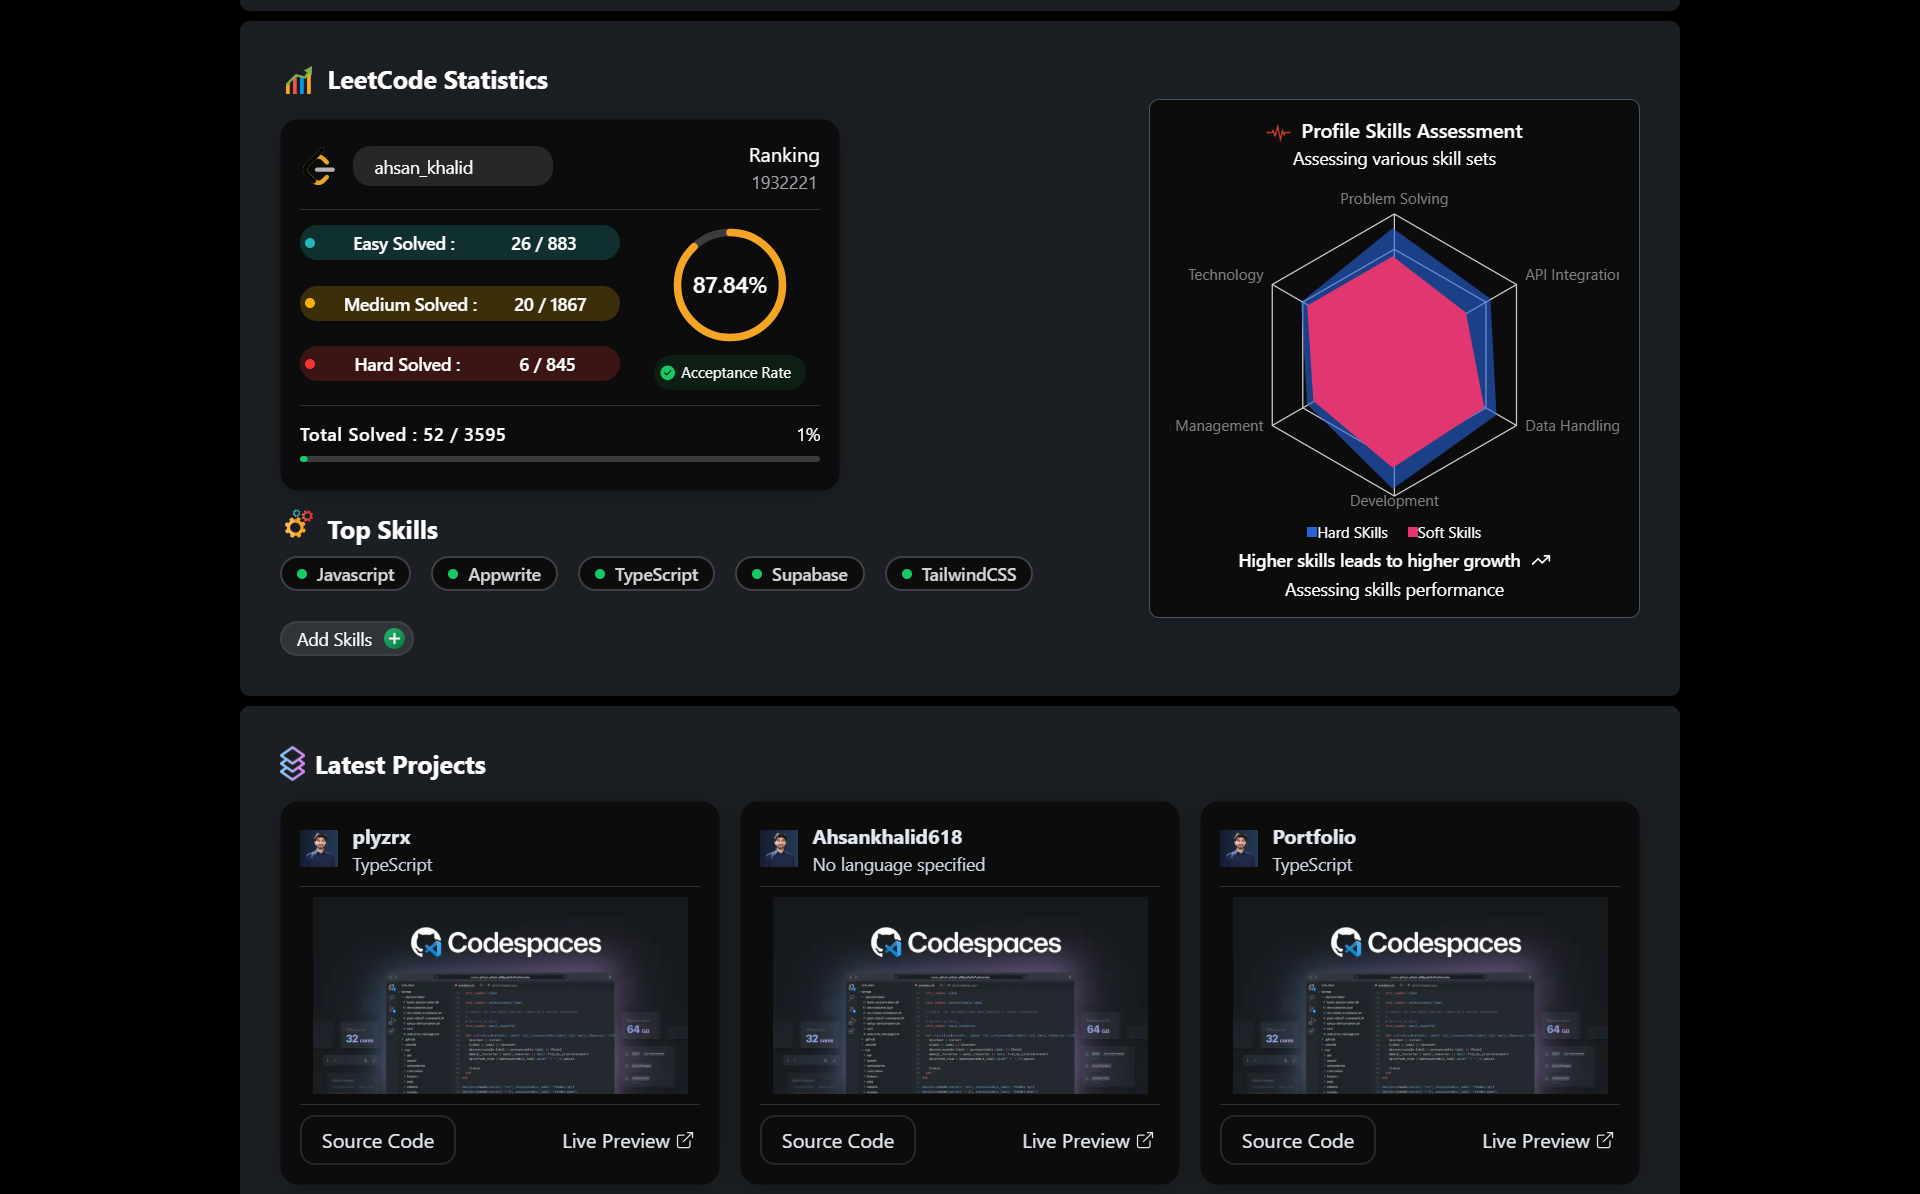 LeetCode Statistics
ahsan_khalid
Ranking
1932221
Easy Solved : 26 / 883
Medium Solved : 20 / 1867
Hard Solved : 6 / 845
87.84%
Acceptance Rate
Total Solved : 52 / 3595 1%
Top Skills
Javascript
Appwrite
TypeScript
Supabase
TailwindCSS
Add Skills
Profile Skills Assessment
Assessing various skill sets
Problem Solving
Technology
API Integration
Management
Data Handling
Development
Hard SKills Soft Skills
Higher skills leads to higher growth
Assessing skills performance
Latest Projects
plyzrx
TypeScript
Codespaces
32 cores
64 GB
Source Code
Live Preview
Ahsankhalid618
No language specified
Codespaces
32 cores
64 GB
Source Code
Live Preview
Portfolio
TypeScript
Codespaces
32 cores
64 GB
Source Code
Live Preview